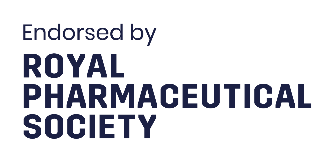 Endorsed by
ROYAL
PHARMACEUTICAL
SOCIETY